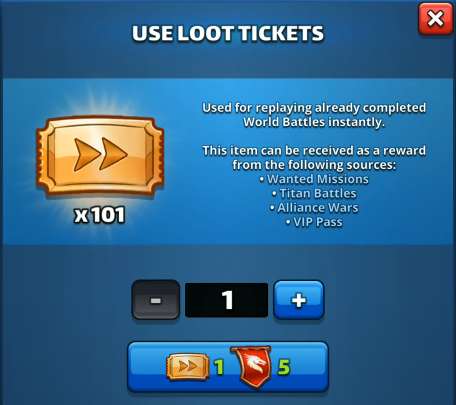 USE LOOT TICKETS
Used for replaying already completed
World Battles instantly.
This item can be received as a reward
from the following sources:
• Wanted Missions
• Titan Battles
• Alliance Wars
• VIP Pass
x101
- 1 +
1 5